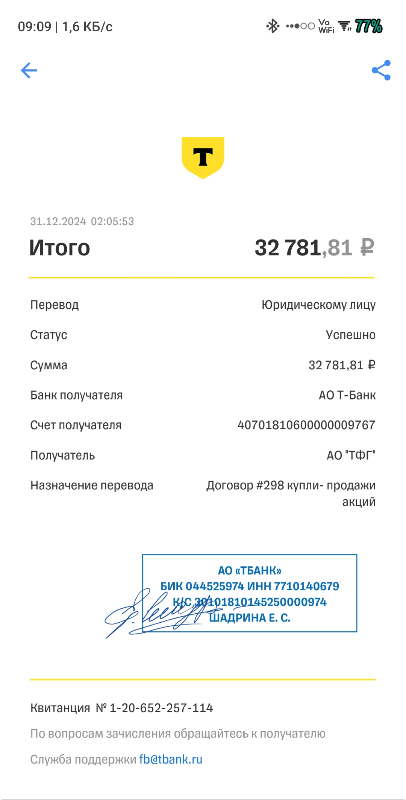 09:09 | 1,6 КБ/с Vo WiFi 77%
Т
31.12.2024 02:05:53
Итого 32 781,81 ₽
Перевод Юридическому лицу
Статус Успешно
Сумма 32 781,81 ₽
Банк получателя АО Т-Банк
Счет получателя 40701810600000009767
Получатель АО "ТФГ"
Назначение перевода Договор #298 купли- продажи
акций
АО «ТБАНК»
БИК 044525974 ИНН 7710140679
К/С 30101810145250000974
ШАДРИНА Е. С.
Квитанция № 1-20-652-257-114
По вопросам зачисления обращайтесь к получателю
Служба поддержки fb@tbank.ru